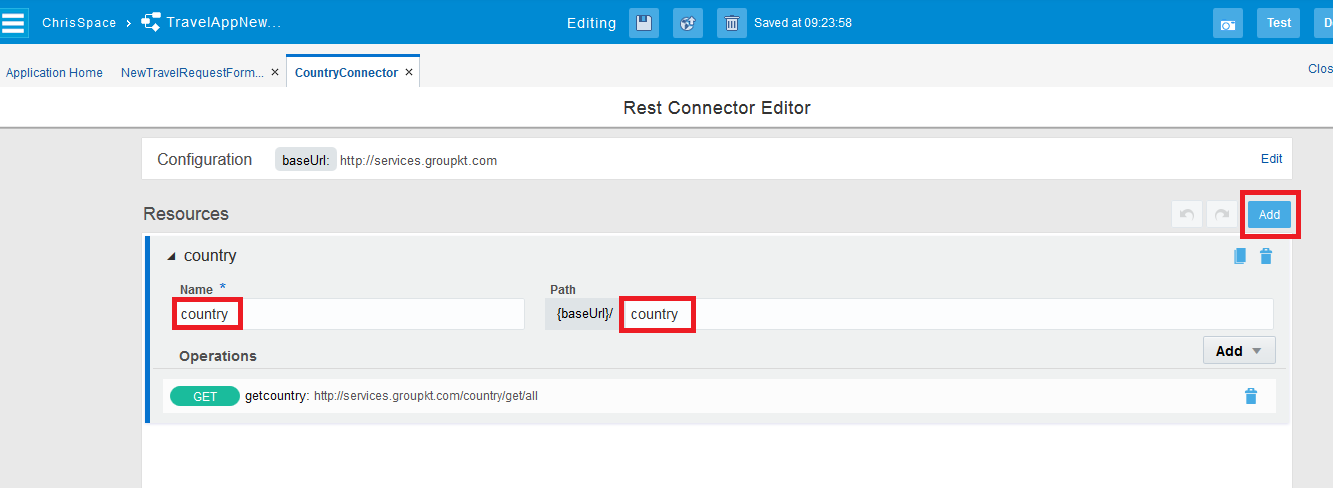 ChrisSpace > TravelAppNew... Editing Saved at 09:23:58 Test
Application Home NewTravelRequestForm... × CountryConnector × Clos
Rest Connector Editor
Configuration baseUrl: http://services.groupkt.com Edit
Resources Add
country
Name * Path
country {baseUrl}/ country
Operations Add
GET getcountry: http://services.groupkt.com/country/get/all